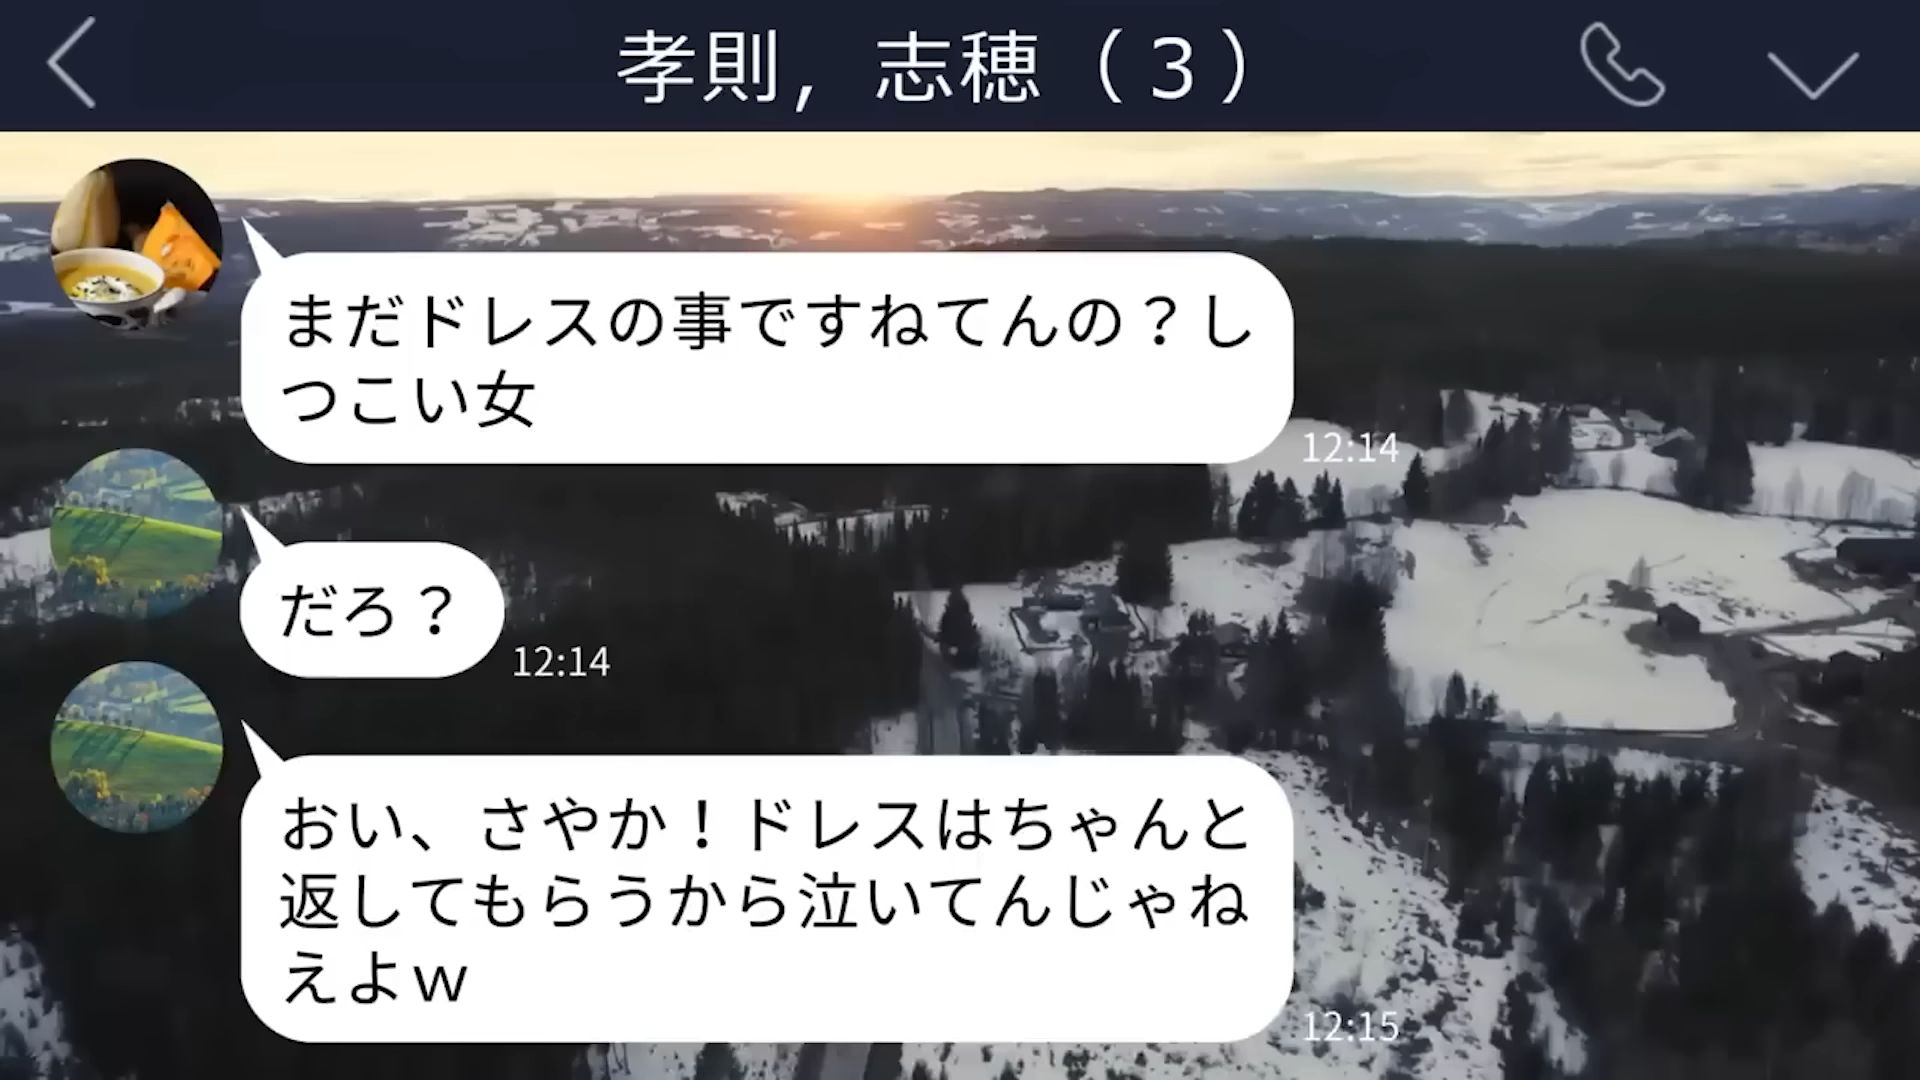 孝則，志穂（３）
まだドレスの事ですねてんの？し
つこい女
12:14
だろ？
12:14
おい、さやか！ドレスはちゃんと
返してもらうから泣いてんじゃね
えよｗ
12:15